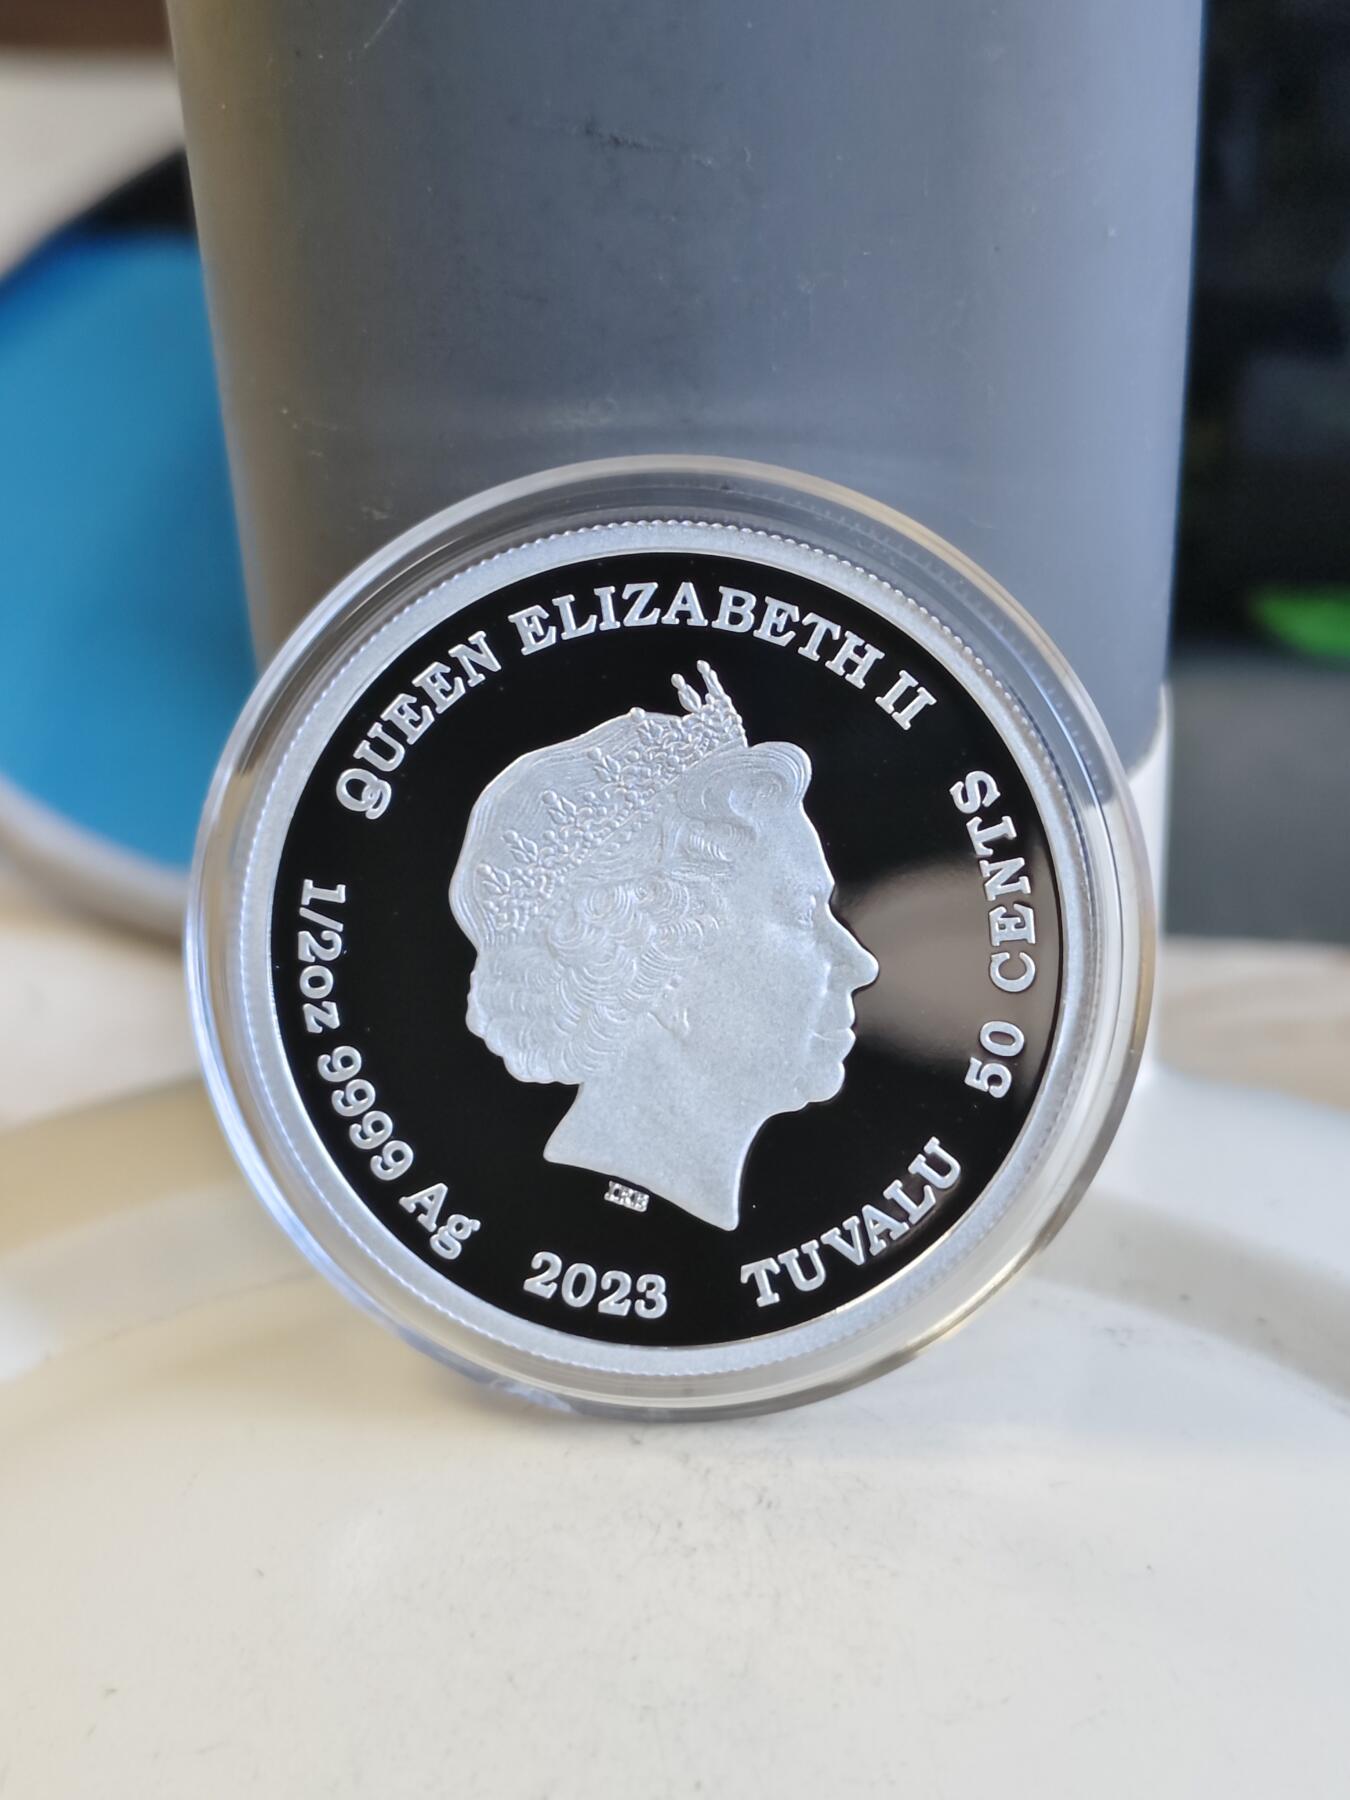 QUEEN ELIZABETH II
50 CENTS
TUVALU
2023
1/2oz 9999 Ag
IRB